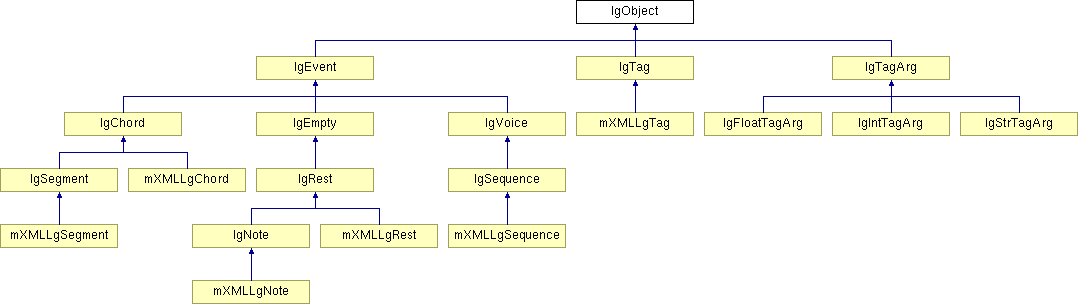 lgObject
lgEvent
lgTag
lgTagArg
lgChord
lgEmpty
lgVoice
mXMLLgTag
lgFloatTagArg
lgIntTagArg
lgStrTagArg
lgSegment
mXMLLgChord
lgRest
lgSequence
mXMLLgSegment
lgNote
mXMLLgRest
mXMLLgSequence
mXMLLgNote